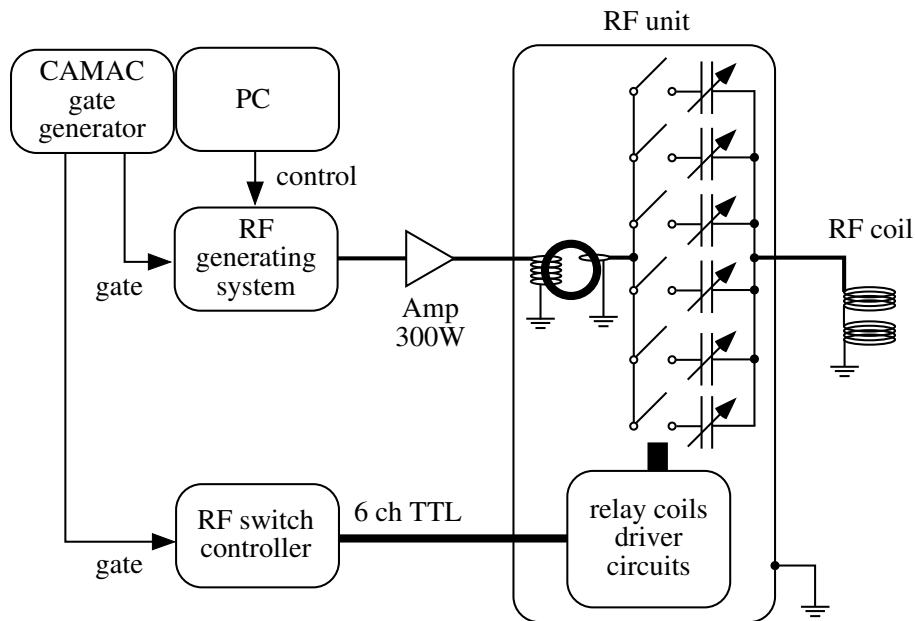 RF unit
CAMAC
gate
generator
PC
control
RF
generating
system
gate
Amp
300W
RF coil
6 ch TTL
RF switch
controller
gate
relay coils
driver
circuits